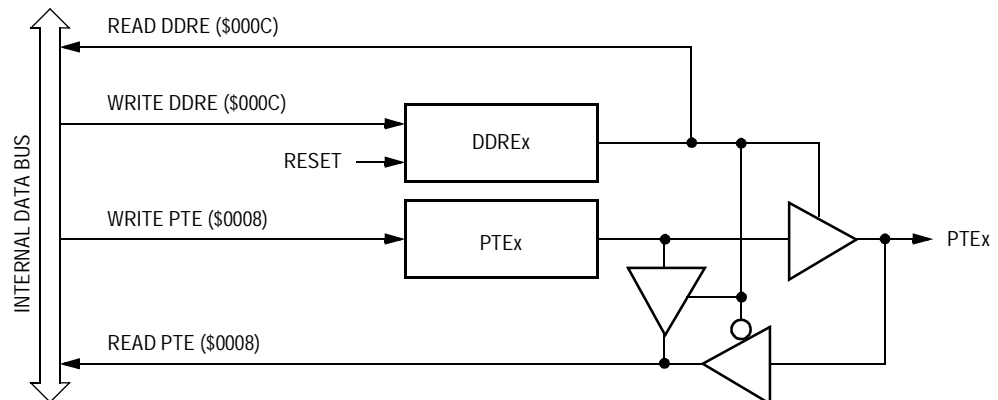 READ DDRE ($000C)
WRITE DDRE ($000C)
DDREx
RESET
WRITE PTE ($0008)
PTEx
PTEx
READ PTE ($0008)
INTERNAL DATA BUS